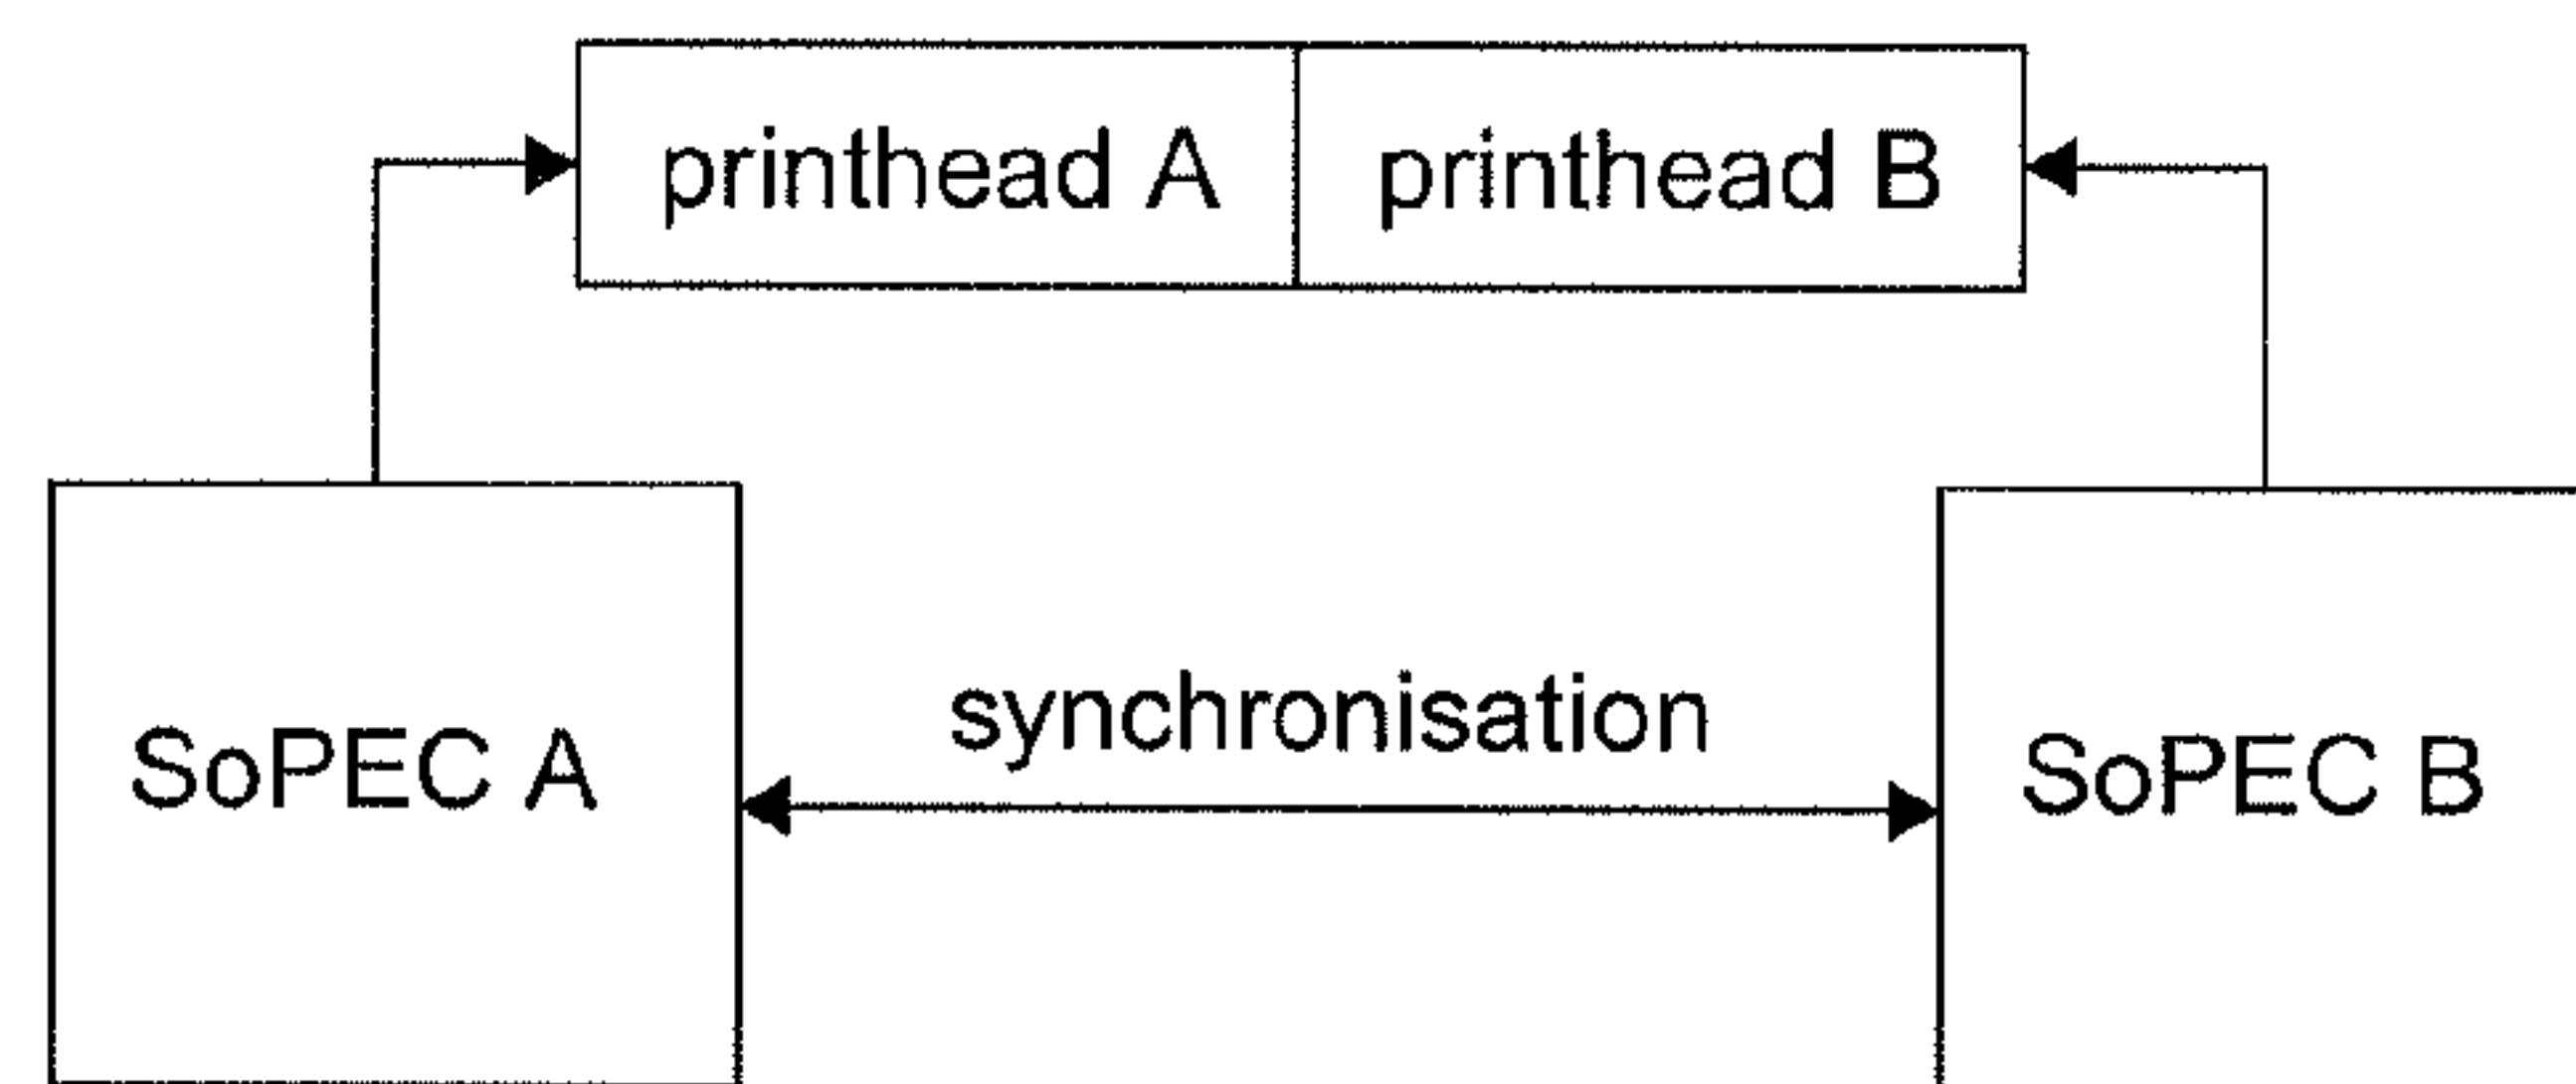 printhead A
printhead B
synchronisation
SoPEC A
SoPEC B